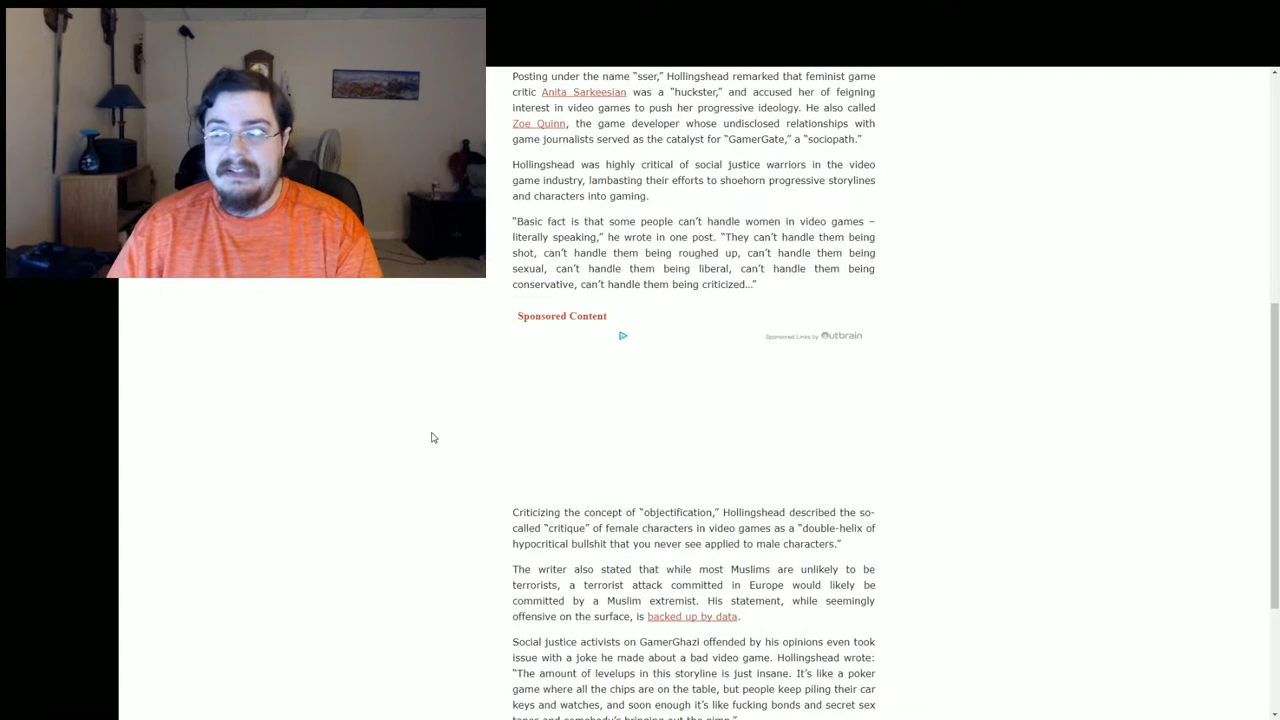 Posting under the name “sser,” Hollingshead remarked that feminist game
critic Anita Sarkeesian was a “huckster,” and accused her of feigning
interest in video games to push her progressive ideology. He also called
Zoe Quinn, the game developer whose undisclosed relationships with
game journalists served as the catalyst for “GamerGate,” a “sociopath.”
Hollingshead was highly critical of social justice warriors in the video
game industry, lambasting their efforts to shoehorn progressive storylines
and characters into gaming.
“Basic fact is that some people can’t handle women in video games –
literally speaking,” he wrote in one post. “They can’t handle them being
shot, can’t handle them being roughed up, can’t handle them being
sexual, can’t handle them being liberal, can’t handle them being
conservative, can’t handle them being criticized…”
Sponsored Content
Sponsored Links by Outbrain
Criticizing the concept of “objectification,” Hollingshead described the so-
called “critique” of female characters in video games as a “double-helix of
hypocritical bullshit that you never see applied to male characters.”
The writer also stated that while most Muslims are unlikely to be
terrorists, a terrorist attack committed in Europe would likely be
committed by a Muslim extremist. His statement, while seemingly
offensive on the surface, is backed up by data.
Social justice activists on GamerGhazi offended by his opinions even took
issue with a joke he made about a bad video game. Hollingshead wrote:
“The amount of levelups in this storyline is just insane. It’s like a poker
game where all the chips are on the table, but people keep piling their car
keys and watches, and soon enough it’s like fucking bonds and secret sex
tapes and somebody’s bringing out the gimp.”